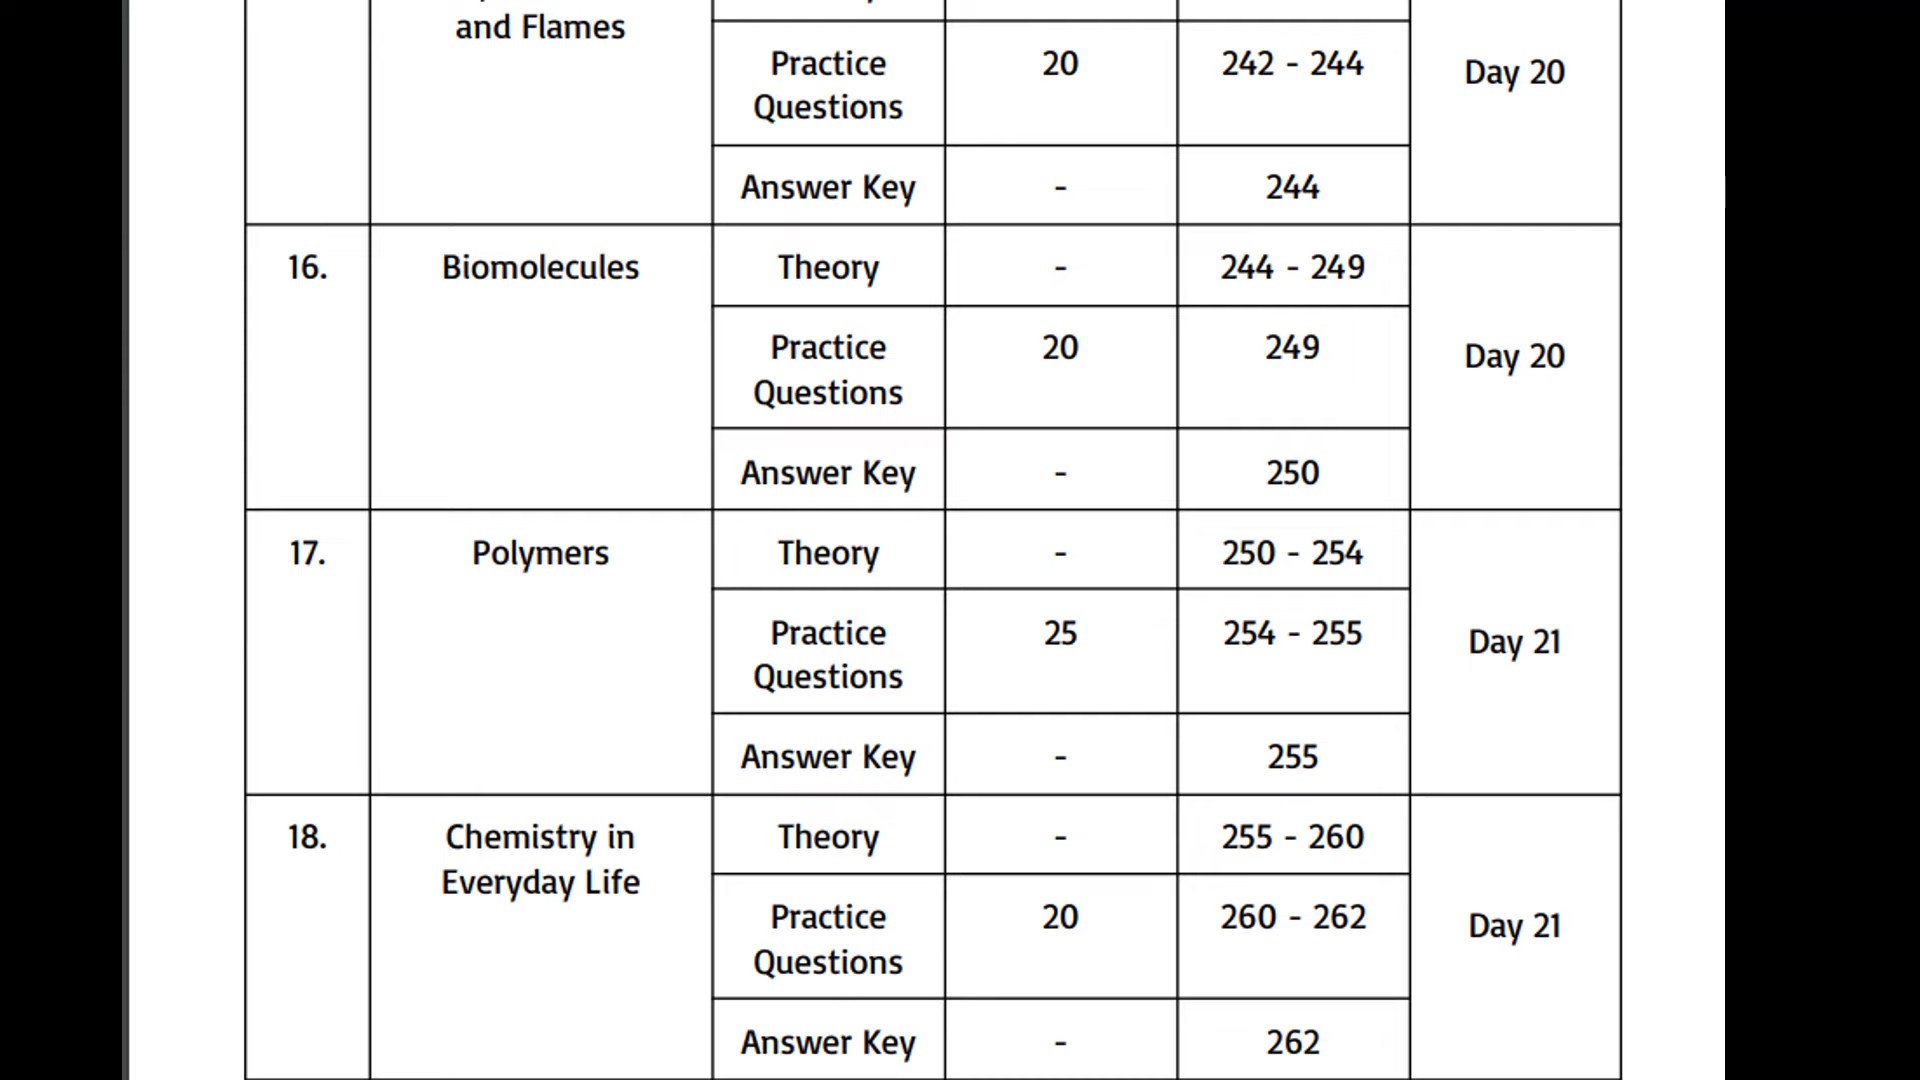 and Flames
Practice Questions 20 242 - 244 Day 20
Answer Key - 244
16. Biomolecules Theory - 244 - 249
Practice Questions 20 249 Day 20
Answer Key - 250
17. Polymers Theory - 250 - 254
Practice Questions 25 254 - 255 Day 21
Answer Key - 255
18. Chemistry in Everyday Life Theory - 255 - 260
Practice Questions 20 260 - 262 Day 21
Answer Key - 262